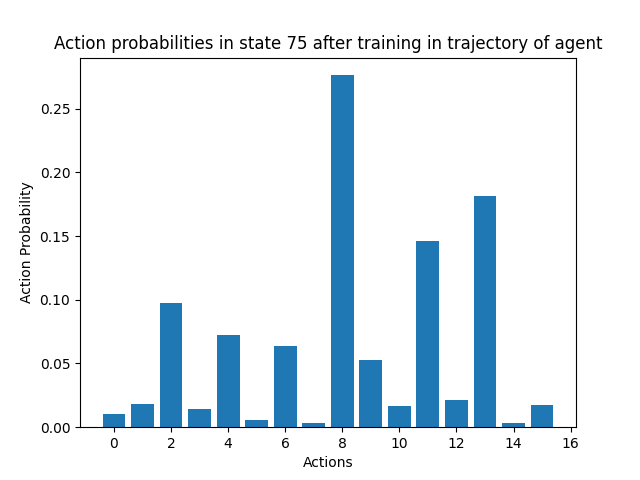 Action probabilities in state 75 after training in trajectory of agent
0.25
0.20
0.15
0.10
0.05
0.00
Action Probability
0 2 4 6 8 10 12 14 16
Actions